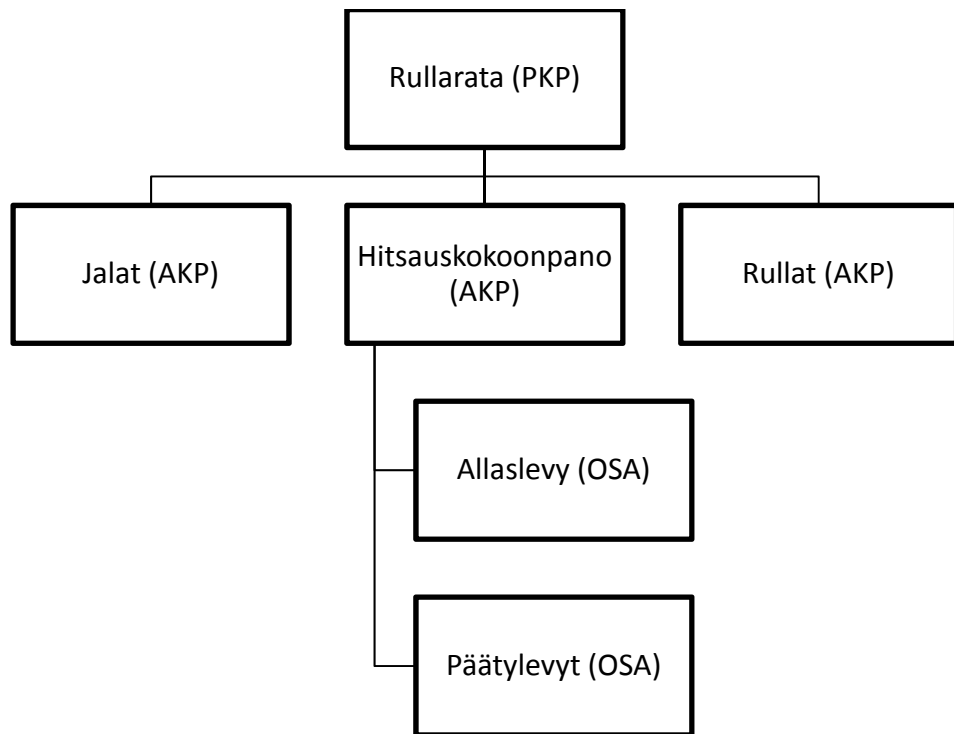 Rullarata (PKP)
Jalat (AKP)
Hitsauskokoonpano
(AKP)
Rullat (AKP)
Allaslevy (OSA)
Päätylevyt (OSA)